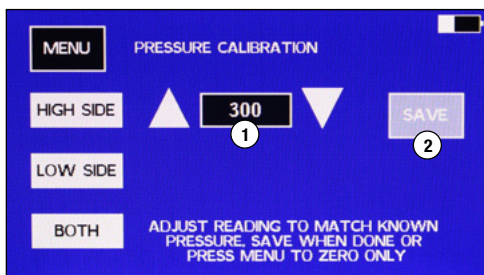 MENU
PRESSURE CALIBRATION
HIGH SIDE
300
1
SAVE
2
LOW SIDE
BOTH
ADJUST READING TO MATCH KNOWN
PRESSURE, SAVE WHEN DONE OR
PRESS MENU TO ZERO ONLY